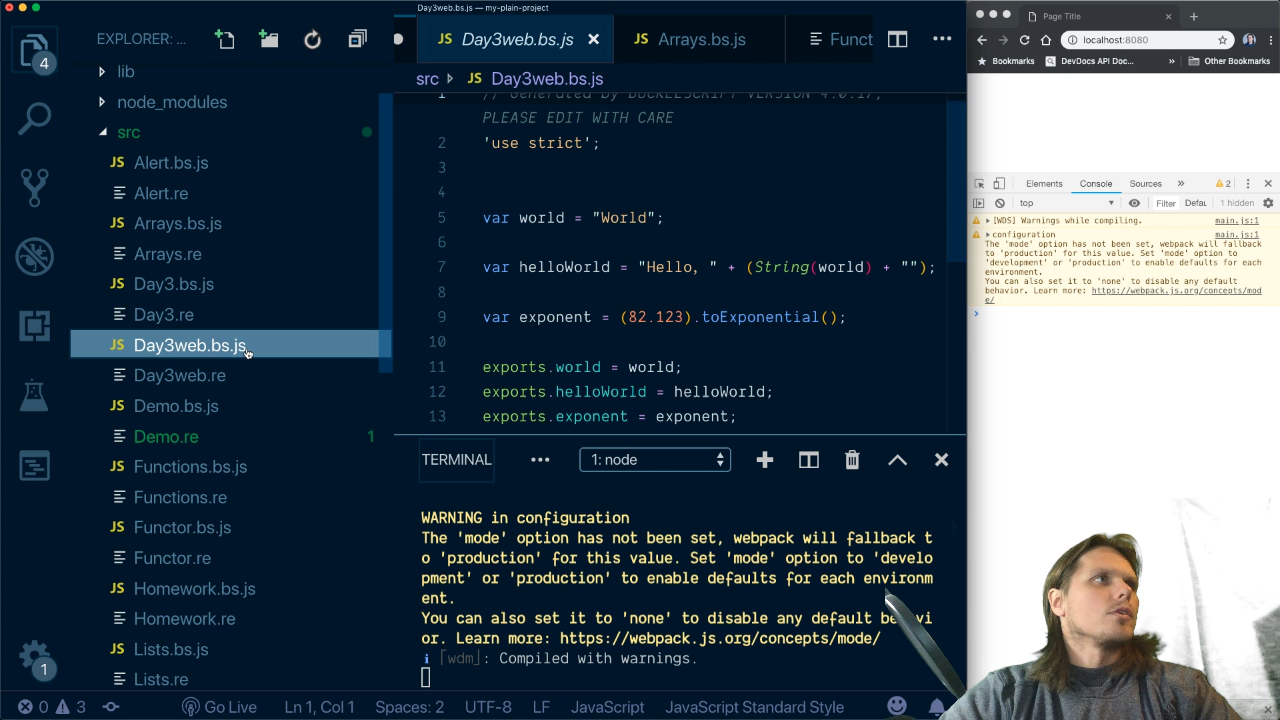 Day3web.bs.js — my-plain-project
EXPLORER: ...
4
lib
node_modules
src
JS Alert.bs.js
Alert.re
JS Arrays.bs.js
Arrays.re
JS Day3.bs.js
Day3.re
JS Day3web.bs.js
Day3web.re
JS Demo.bs.js
Demo.re 1
JS Functions.bs.js
Functions.re
JS Functor.bs.js
Functor.re
JS Homework.bs.js
Homework.re
JS Lists.bs.js
Lists.re
1
JS Day3web.bs.js
JS Arrays.bs.js
Funct
src JS Day3web.bs.js
1 // Generated by BUCKLESCRIPT VERSION 4.0.17,
PLEASE EDIT WITH CARE
2 'use strict';
3
4
5 var world = "World";
6
7 var helloWorld = "Hello, " + (String(world) + "");
8
9 var exponent = (82.123).toExponential();
10
11 exports.world = world;
12 exports.helloWorld = helloWorld;
13 exports.exponent = exponent;
TERMINAL
1: node
WARNING in configuration
The 'mode' option has not been set, webpack will fallback t
o 'production' for this value. Set 'mode' option to 'develo
pment' or 'production' to enable defaults for each environm
ent.
You can also set it to 'none' to disable any default behavi
or. Learn more: https://webpack.js.org/concepts/mode/
i ｢wdm｣: Compiled with warnings.
0 3 Go Live Ln 1, Col 1 Spaces: 2 UTF-8 LF JavaScript JavaScript Standard Style
Page Title
localhost:8080
Bookmarks DevDocs API Doc... » Other Bookmarks
Elements Console Sources » 2
top Filter Defau 1 hidden
[WDS] Warnings while compiling. main.js:1
configuration main.js:1
The 'mode' option has not been set, webpack will fallback
to 'production' for this value. Set 'mode' option to
'development' or 'production' to enable defaults for each
environment.
You can also set it to 'none' to disable any default
behavior. Learn more: https://webpack.js.org/concepts/mod
e/